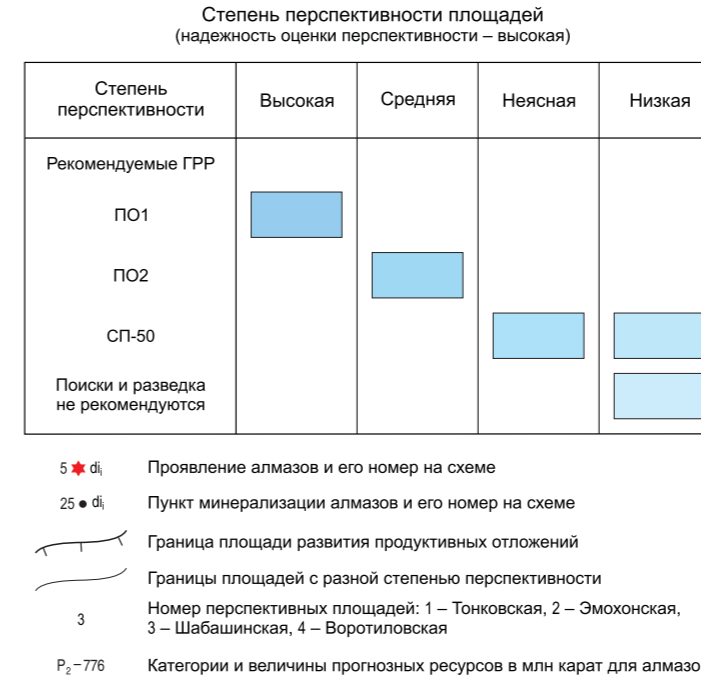 Степень перспективности площадей
(надежность оценки перспективности – высокая)
Степень
перспективности
Высокая
Средняя
Неясная
Низкая
Рекомендуемые ГРР
ПО1
ПО2
СП-50
Поиски и разведка
не рекомендуются
5 diᵢ Проявление алмазов и его номер на схеме
25 diᵢ Пункт минерализации алмазов и его номер на схеме
Граница площади развития продуктивных отложений
Границы площадей с разной степенью перспективности
3 Номер перспективных площадей: 1 – Тонковская, 2 – Эмохонская,
3 – Шабашинская, 4 – Воротиловская
P₂–776 Категории и величины прогнозных ресурсов в млн карат для